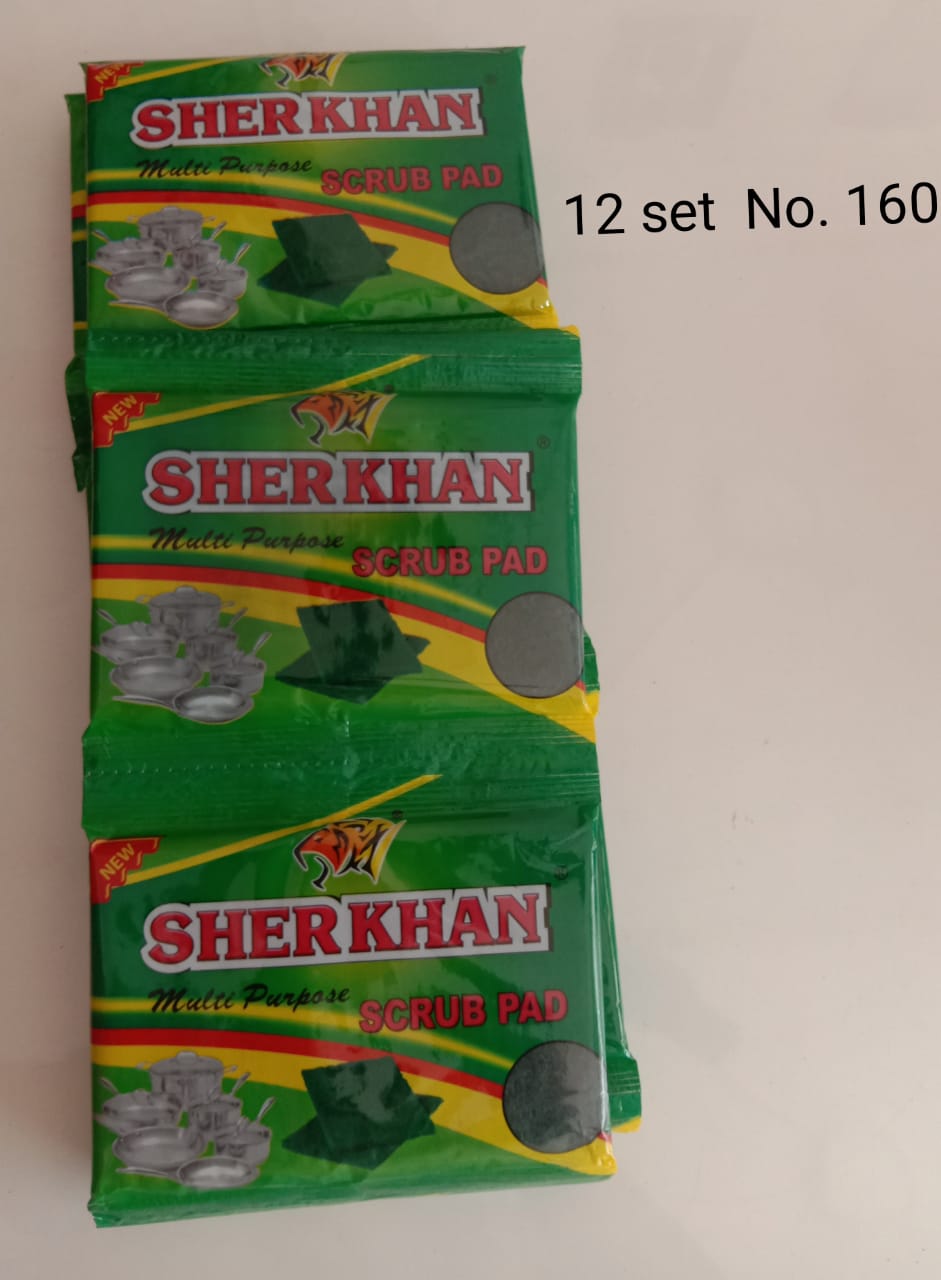 NEW
SHERKHAN
Multi Purpose
SCRUB PAD
12 set No. 160
NEW
SHERKHAN
Multi Purpose
SCRUB PAD
NEW
SHERKHAN
Multi Purpose
SCRUB PAD